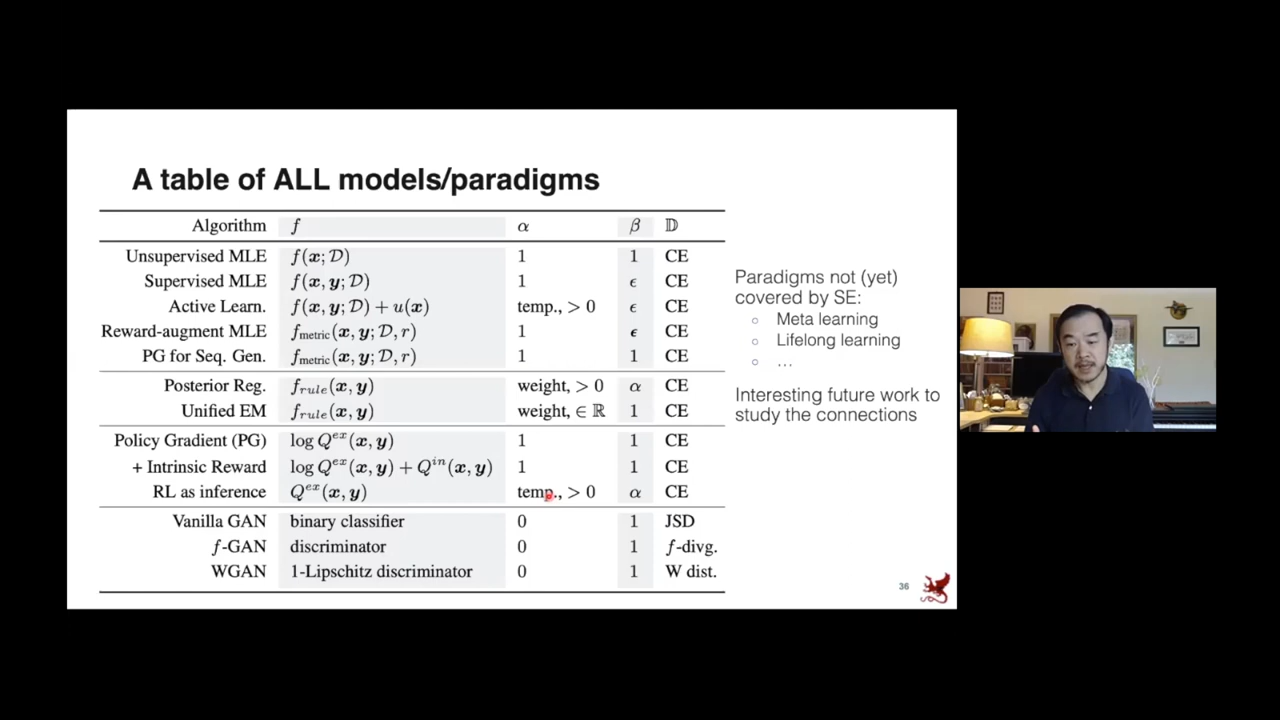 A table of ALL models/paradigms
Algorithm f α β 𝔻
Unsupervised MLE f(x; 𝒟) 1 1 CE
Supervised MLE f(x, y; 𝒟) 1 ϵ CE
Active Learn. f(x, y; 𝒟) + u(x) temp., > 0 ϵ CE
Reward-augment MLE f_metric(x, y; 𝒟, r) 1 ϵ CE
PG for Seq. Gen. f_metric(x, y; 𝒟, r) 1 1 CE
Posterior Reg. f_rule(x, y) weight, > 0 α CE
Unified EM f_rule(x, y) weight, ∈ ℝ 1 CE
Policy Gradient (PG) log Q^ex(x, y) 1 1 CE
+ Intrinsic Reward log Q^ex(x, y) + Q^in(x, y) 1 1 CE
RL as inference Q^ex(x, y) temp., > 0 α CE
Vanilla GAN binary classifier 0 1 JSD
f-GAN discriminator 0 1 f-divg.
WGAN 1-Lipschitz discriminator 0 1 W dist.
Paradigms not (yet)
covered by SE:
○ Meta learning
○ Lifelong learning
○ ...
Interesting future work to
study the connections
36